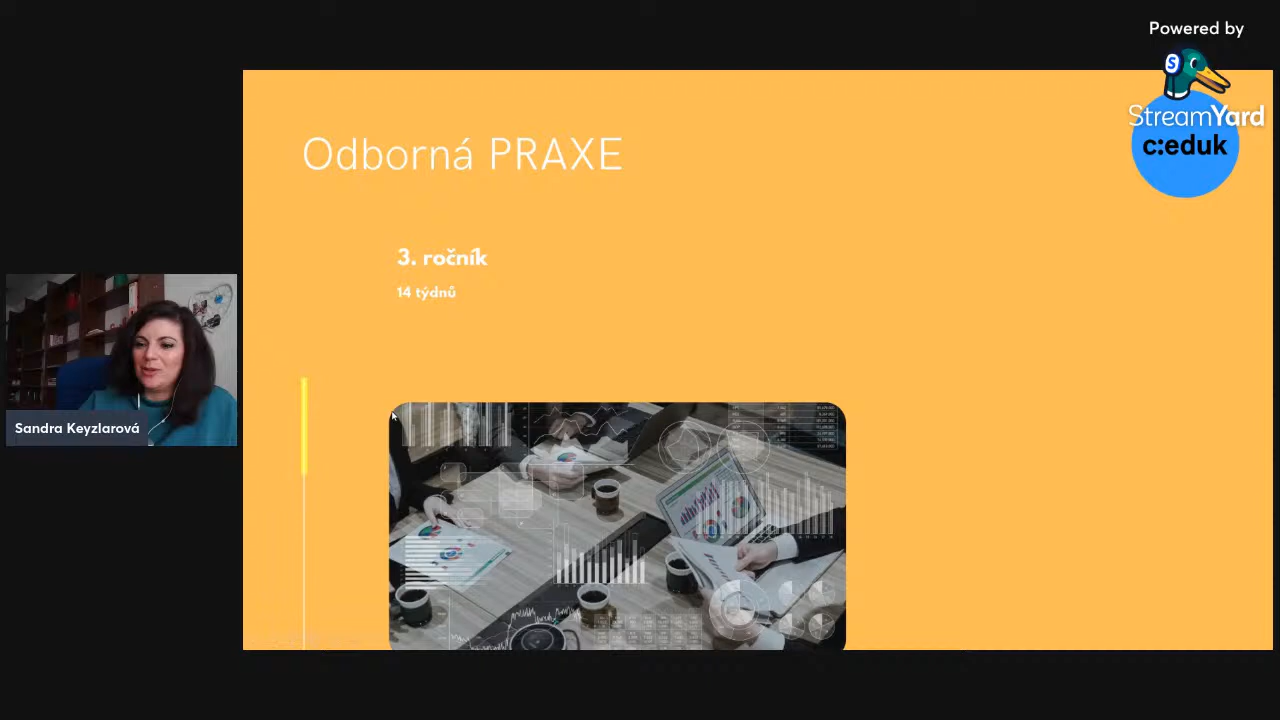 Powered by
S
StreamYard
c:eduk
Odborná PRAXE
3. ročník
14 týdnů
Sandra Keyzlarová